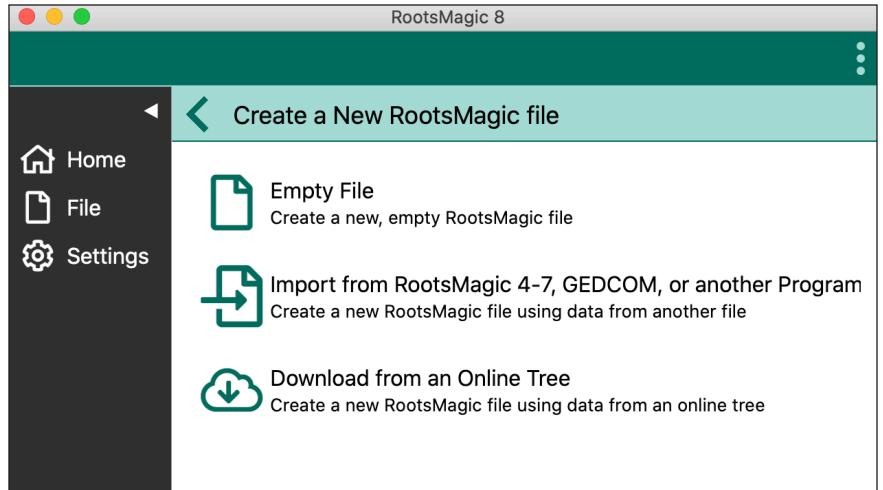 RootsMagic 8
Create a New RootsMagic file
Home
File
Settings
Empty File
Create a new, empty RootsMagic file
Import from RootsMagic 4-7, GEDCOM, or another Program
Create a new RootsMagic file using data from another file
Download from an Online Tree
Create a new RootsMagic file using data from an online tree